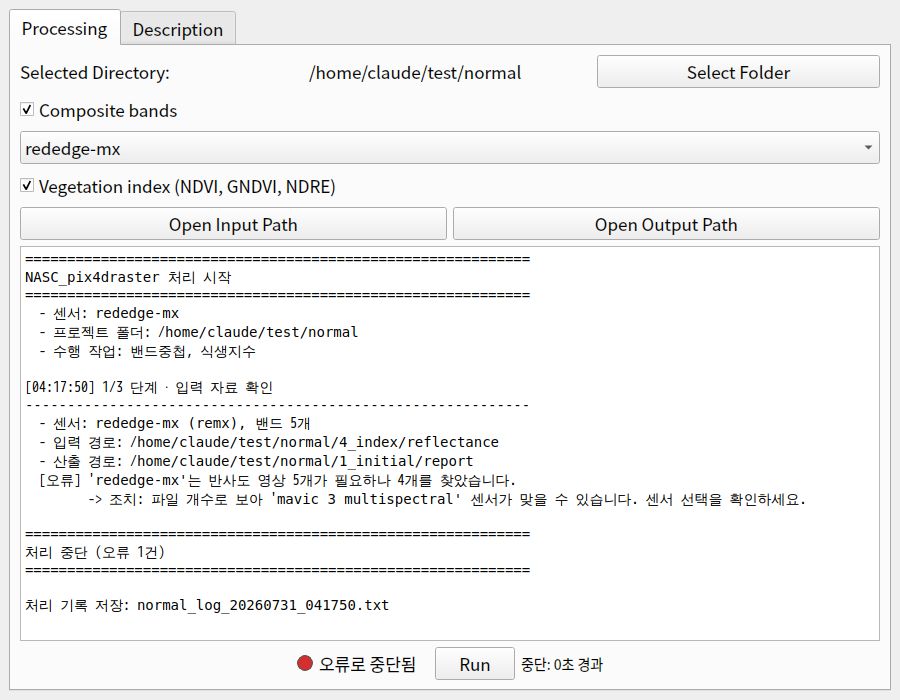 Processing Description
Selected Directory: /home/claude/test/normal Select Folder
Composite bands
rededge-mx
Vegetation index (NDVI, GNDVI, NDRE)
Open Input Path Open Output Path
============================================================
NASC_pix4draster 처리 시작
============================================================
- 센서: rededge-mx
- 프로젝트 폴더: /home/claude/test/normal
- 수행 작업: 밴드중첩, 식생지수
[04:17:50] 1/3 단계 · 입력 자료 확인
------------------------------------------------------------
- 센서: rededge-mx (remx), 밴드 5개
- 입력 경로: /home/claude/test/normal/4_index/reflectance
- 산출 경로: /home/claude/test/normal/1_initial/report
[오류] 'rededge-mx'는 반사도 영상 5개가 필요하나 4개를 찾았습니다.
-> 조치: 파일 개수로 보아 'mavic 3 multispectral' 센서가 맞을 수 있습니다. 센서 선택을 확인하세요.
============================================================
처리 중단 (오류 1건)
============================================================
처리 기록 저장: normal_log_20260731_041750.txt
오류로 중단됨 Run 중단: 0초 경과